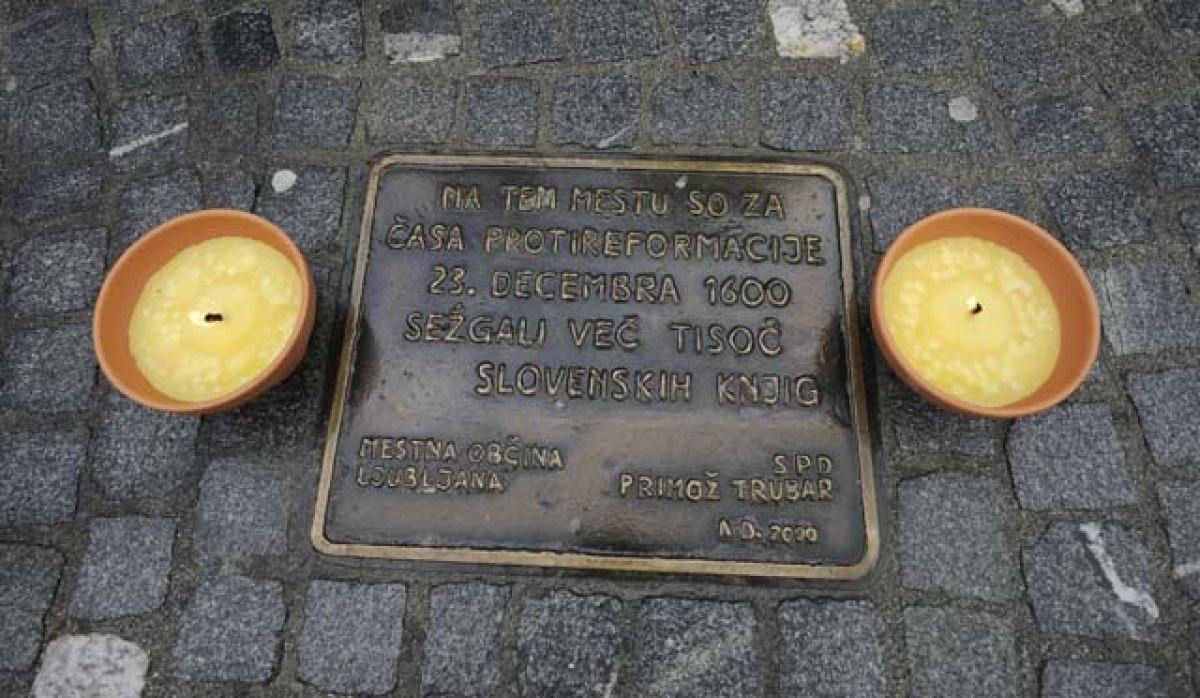 NA TEM MESTU SO ZA
ČASA PROTIREFORMACIJE
23. DECEMBRA 1600
SEŽGALI VEČ TISOČ
SLOVENSKIH KNJIG
MESTNA OBČINA
LJUBLJANA
SPD
PRIMOŽ TRUBAR
A.D. 2000